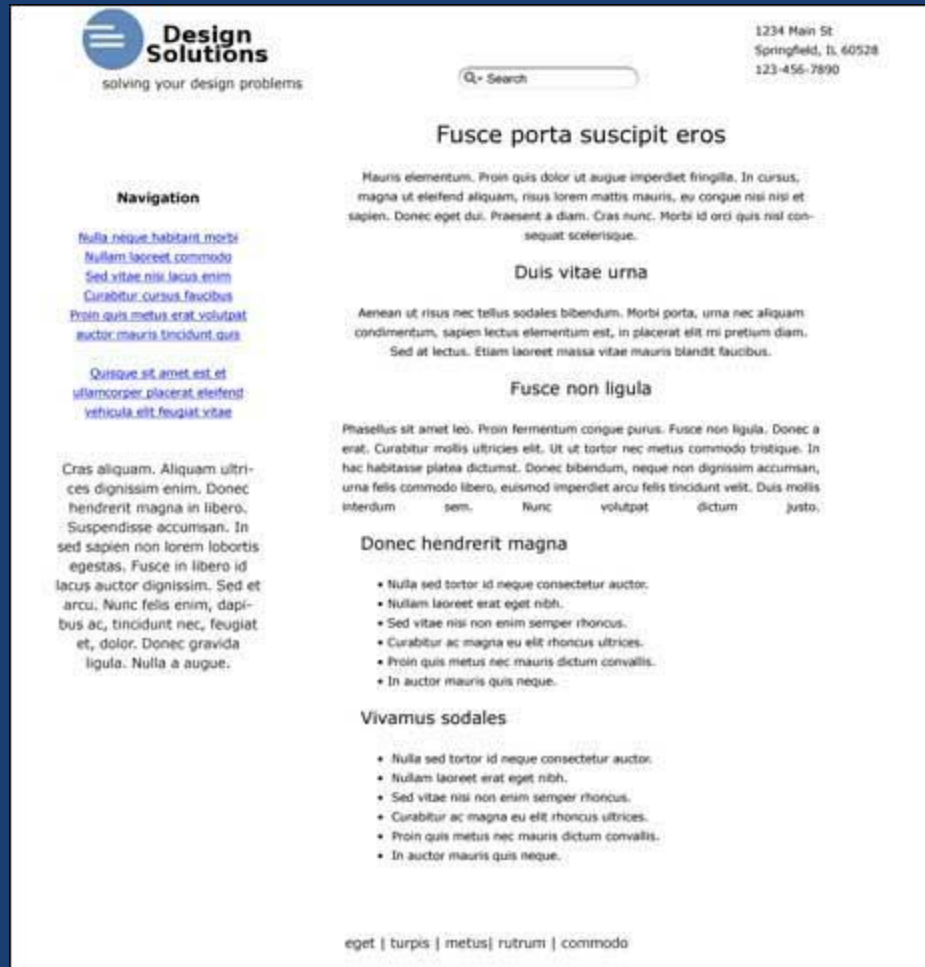 Design
Solutions
solving your design problems
Search
1234 Main St
Springfield, IL 60528
123-456-7890
Navigation
Nulla neque habitant morbi
Nullam laoreet commodo
Sed vitae nisi lacus enim
Curabitur cursus faucibus
Proin quis metus erat volutpat
auctor mauris tincidunt quis
Quisque sit amet est et
ullamcorper placerat eleifend
vehicula elit feugiat vitae
Cras aliquam. Aliquam ultri-
ces dignissim enim. Donec
hendrerit magna in libero.
Suspendisse accumsan. In
sed sapien non lorem lobortis
egestas. Fusce in libero id
lacus auctor dignissim. Sed et
arcu. Nunc felis enim, dapi-
bus ac, tincidunt nec, feugiat
et, dolor. Donec gravida
ligula. Nulla a augue.
Fusce porta suscipit eros
Mauris elementum. Proin quis dolor ut augue imperdiet fringilla. In cursus,
magna ut eleifend aliquam, risus lorem mattis mauris, eu congue nisi nisi et
sapien. Donec eget dui. Praesent a diam. Cras nunc. Morbi id orci quis nisl con-
sequat scelerisque.
Duis vitae urna
Aenean ut risus nec tellus sodales bibendum. Morbi porta, urna nec aliquam
condimentum, sapien lectus elementum est, in placerat elit mi pretium diam.
Sed at lectus. Etiam laoreet massa vitae mauris blandit faucibus.
Fusce non ligula
Phasellus sit amet leo. Proin fermentum congue purus. Fusce non ligula. Donec a
erat. Curabitur mollis ultricies elit. Ut ut tortor nec metus commodo tristique. In
hac habitasse platea dictumst. Donec bibendum, neque non dignissim accumsan,
urna felis commodo libero, euismod imperdiet arcu felis tincidunt velit. Duis mollis
interdum sem. Nunc volutpat dictum justo.
Donec hendrerit magna
• Nulla sed tortor id neque consectetur auctor.
• Nullam laoreet erat eget nibh.
• Sed vitae nisi non enim semper rhoncus.
• Curabitur ac magna eu elit rhoncus ultrices.
• Proin quis metus nec mauris dictum convallis.
• In auctor mauris quis neque.
Vivamus sodales
• Nulla sed tortor id neque consectetur auctor.
• Nullam laoreet erat eget nibh.
• Sed vitae nisi non enim semper rhoncus.
• Curabitur ac magna eu elit rhoncus ultrices.
• Proin quis metus nec mauris dictum convallis.
• In auctor mauris quis neque.
eget | turpis | metus| rutrum | commodo